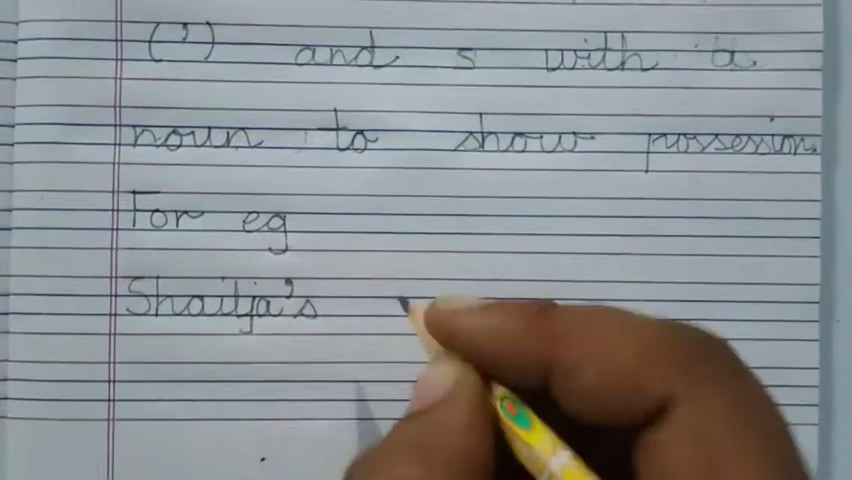 (') and s with a
noun to show possession.
For eg
Shailja's